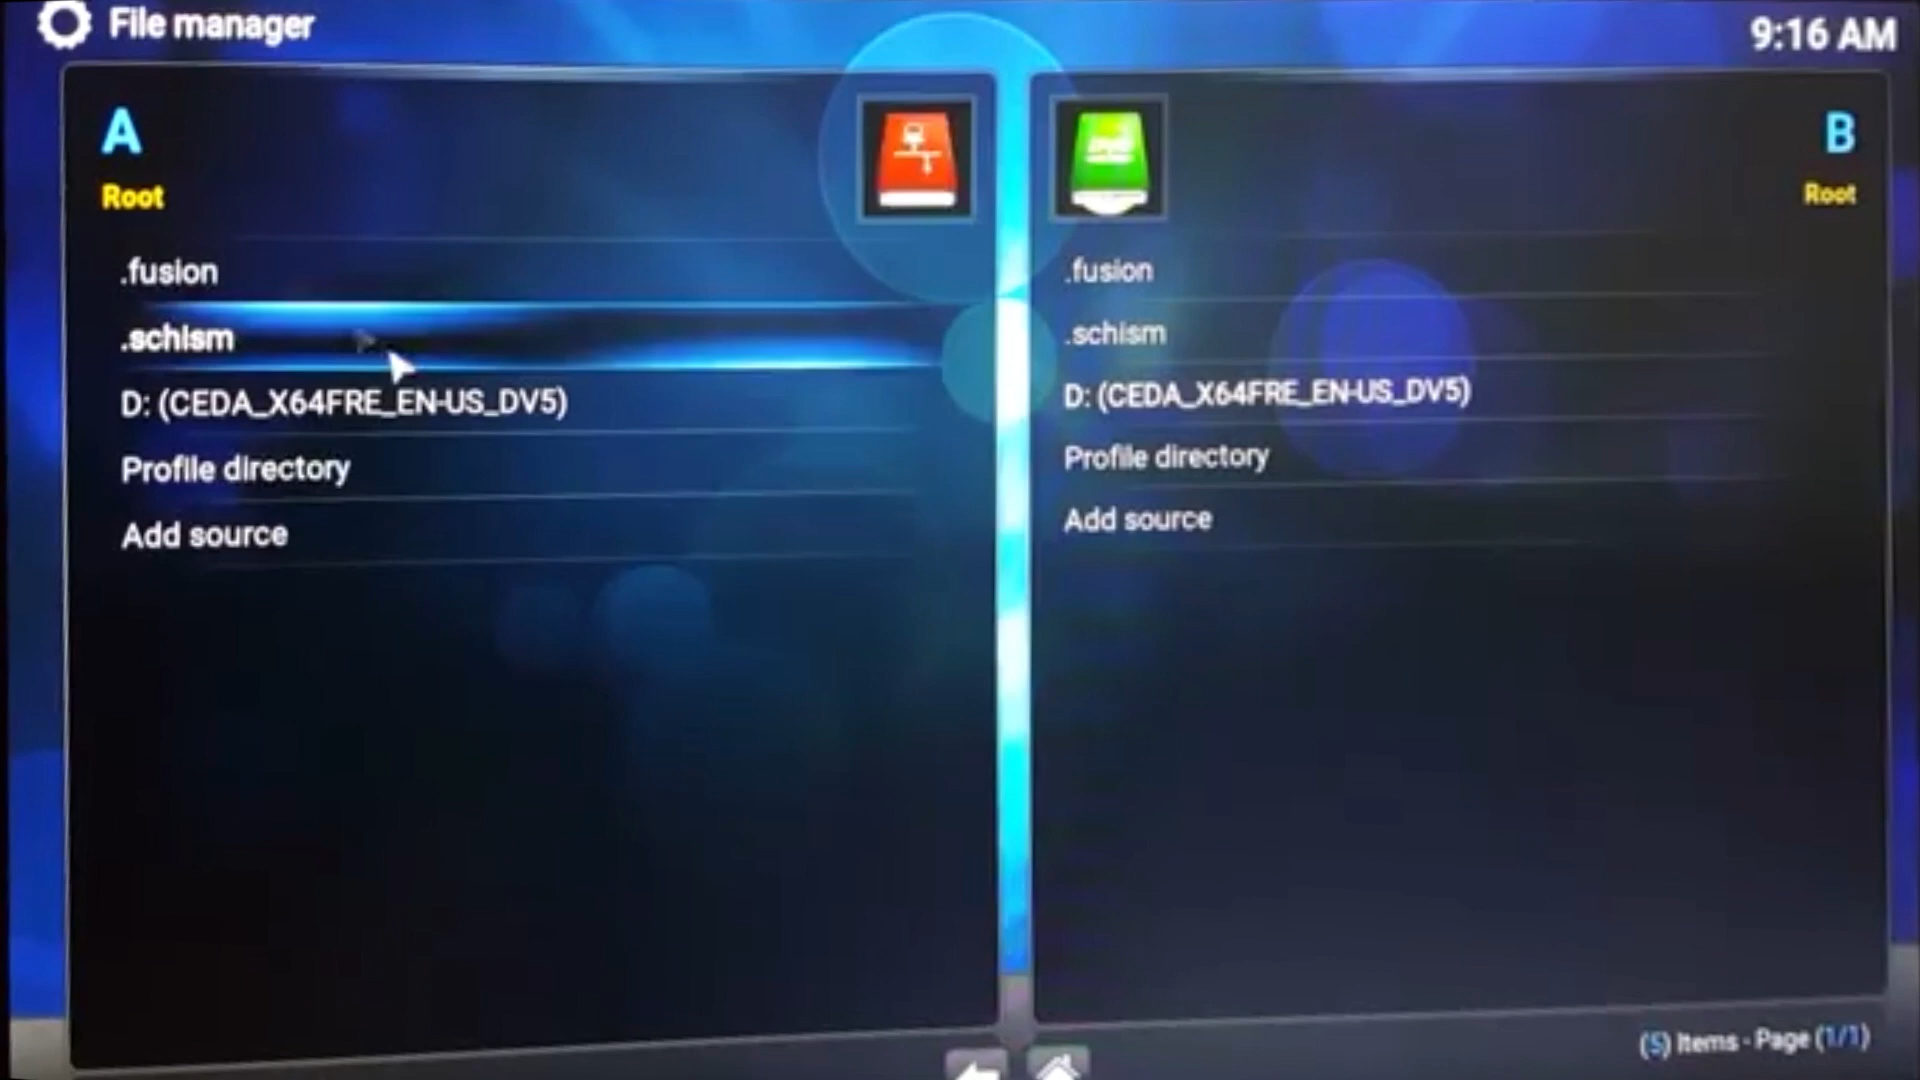 File manager
9:16 AM
A
Root
.fusion
.schism
D: (CEDA_X64FRE_EN-US_DV5)
Profile directory
Add source
B
Root
.fusion
.schism
D: (CEDA_X64FRE_EN-US_DV5)
Profile directory
Add source
(5) Items - Page (1/1)